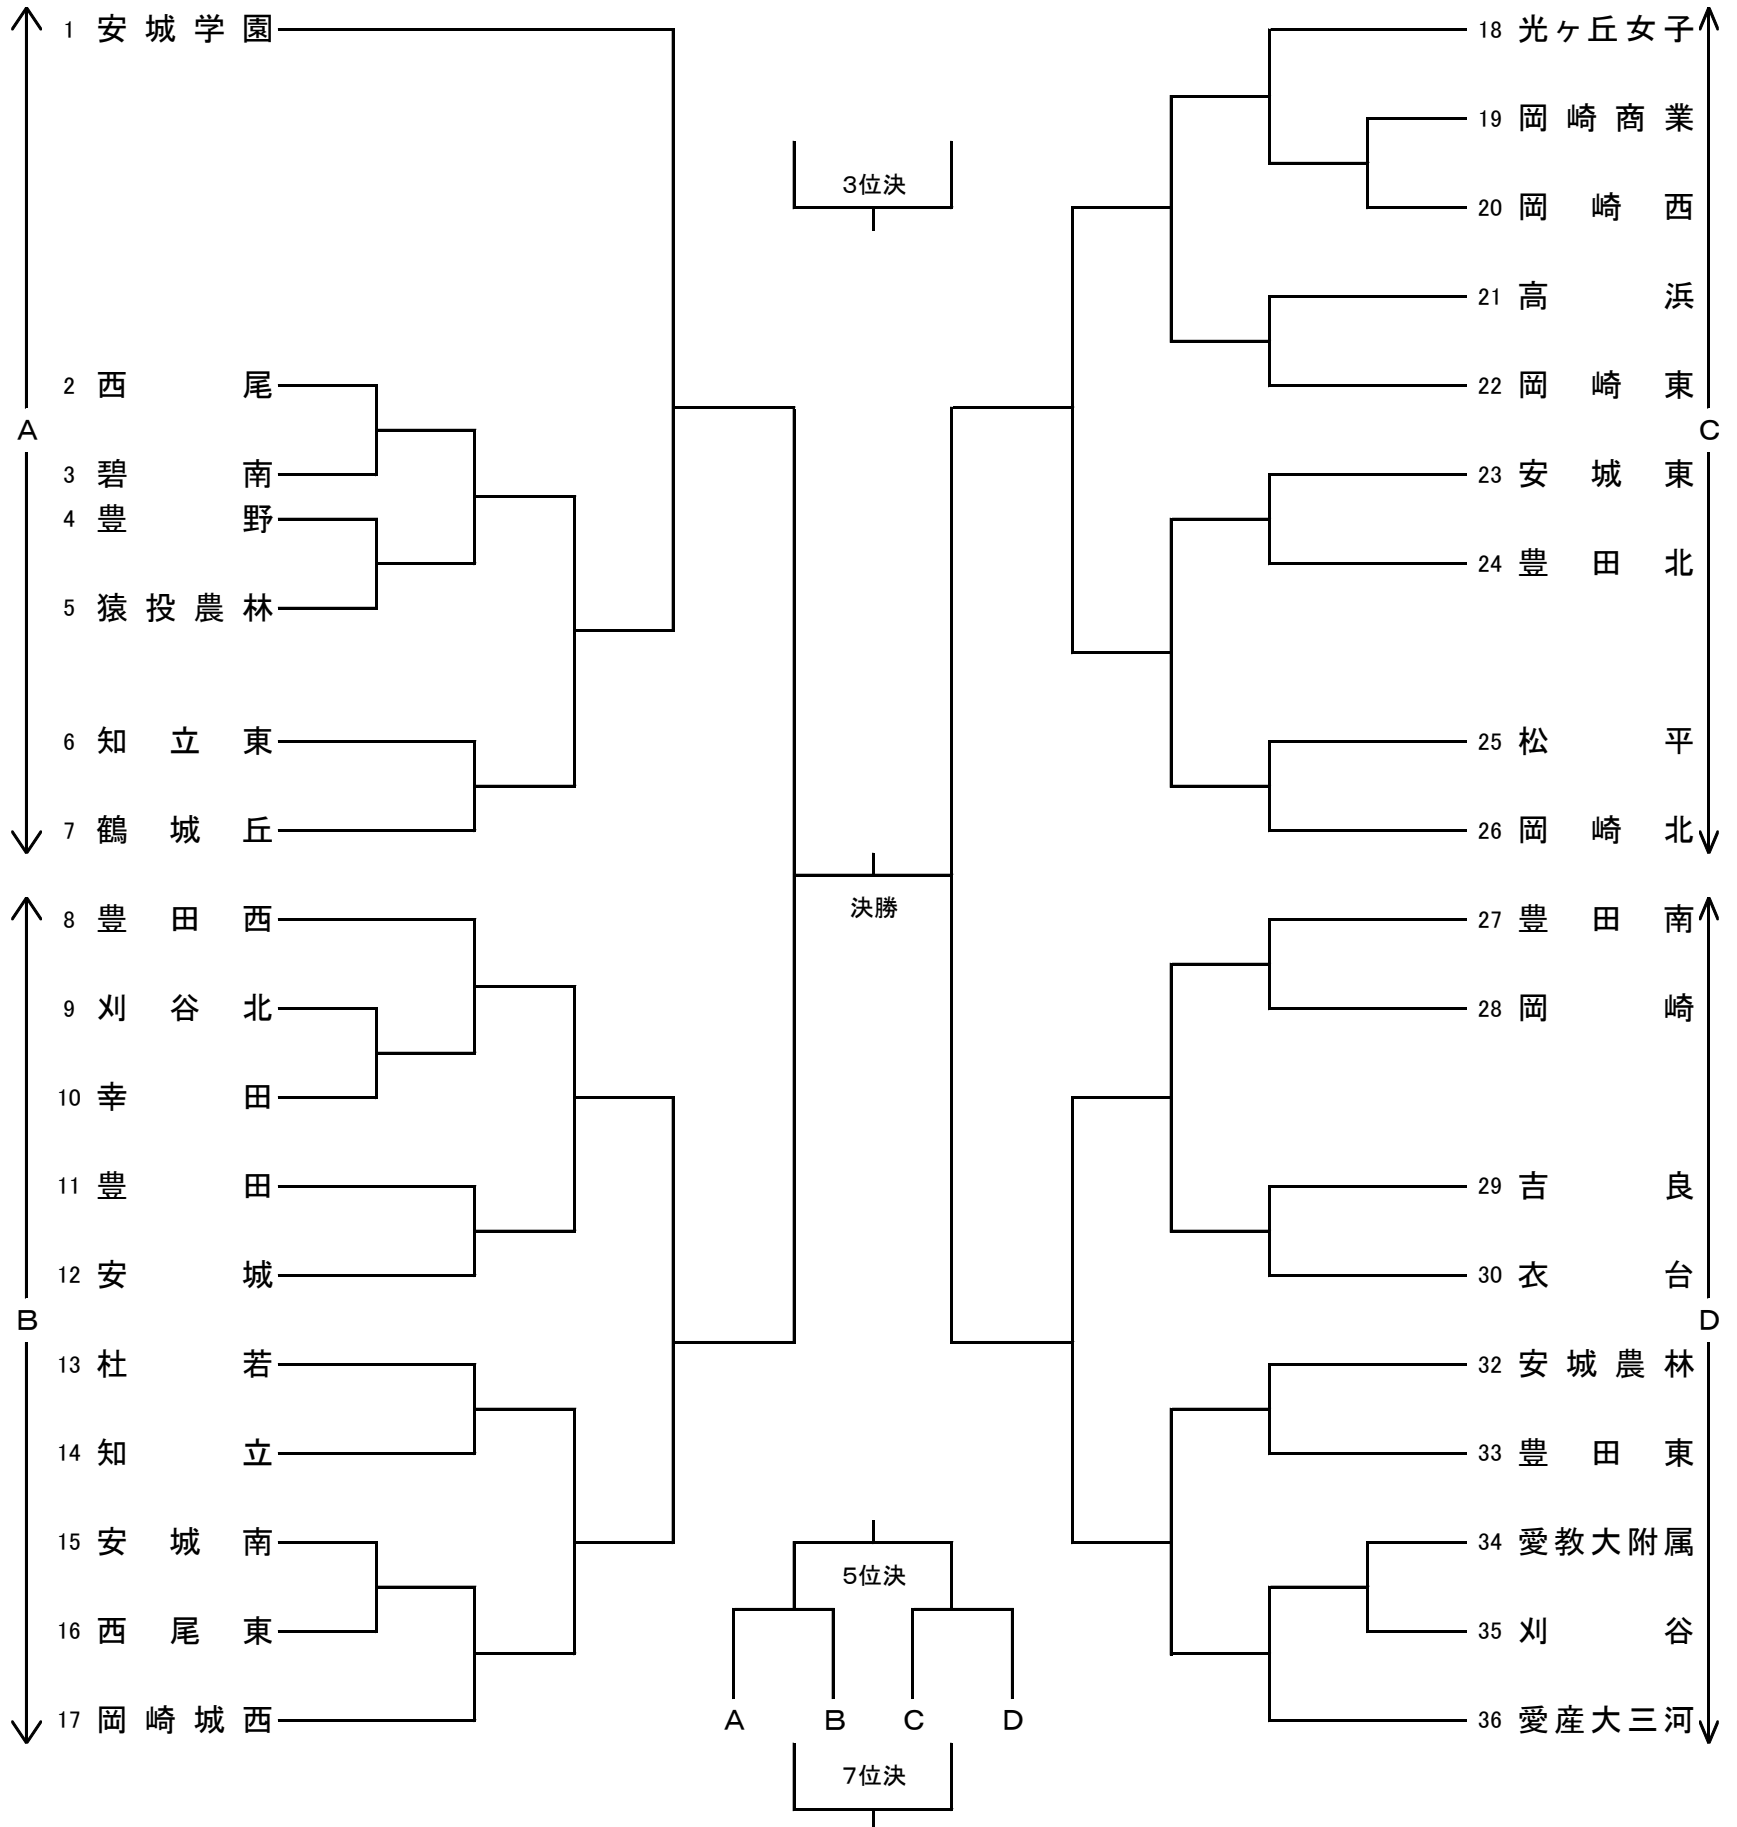 A
1 安城学園
2 西尾
3 碧南
4 豊野
5 猿投農林
6 知立東
7 鶴城丘
B
8 豊田西
9 刈谷北
10 幸田
11 豊田
12 安城
13 杜若
14 知立
15 安城南
16 西尾東
17 岡崎城西
3位決
決勝
5位決
A B C D
7位決
C
18 光ヶ丘女子
19 岡崎商業
20 岡崎西
21 高浜
22 岡崎東
23 安城東
24 豊田北
25 松平
26 岡崎北
D
27 豊田南
28 岡崎
29 吉良
30 衣台
32 安城農林
33 豊田東
34 愛教大附属
35 刈谷
36 愛産大三河